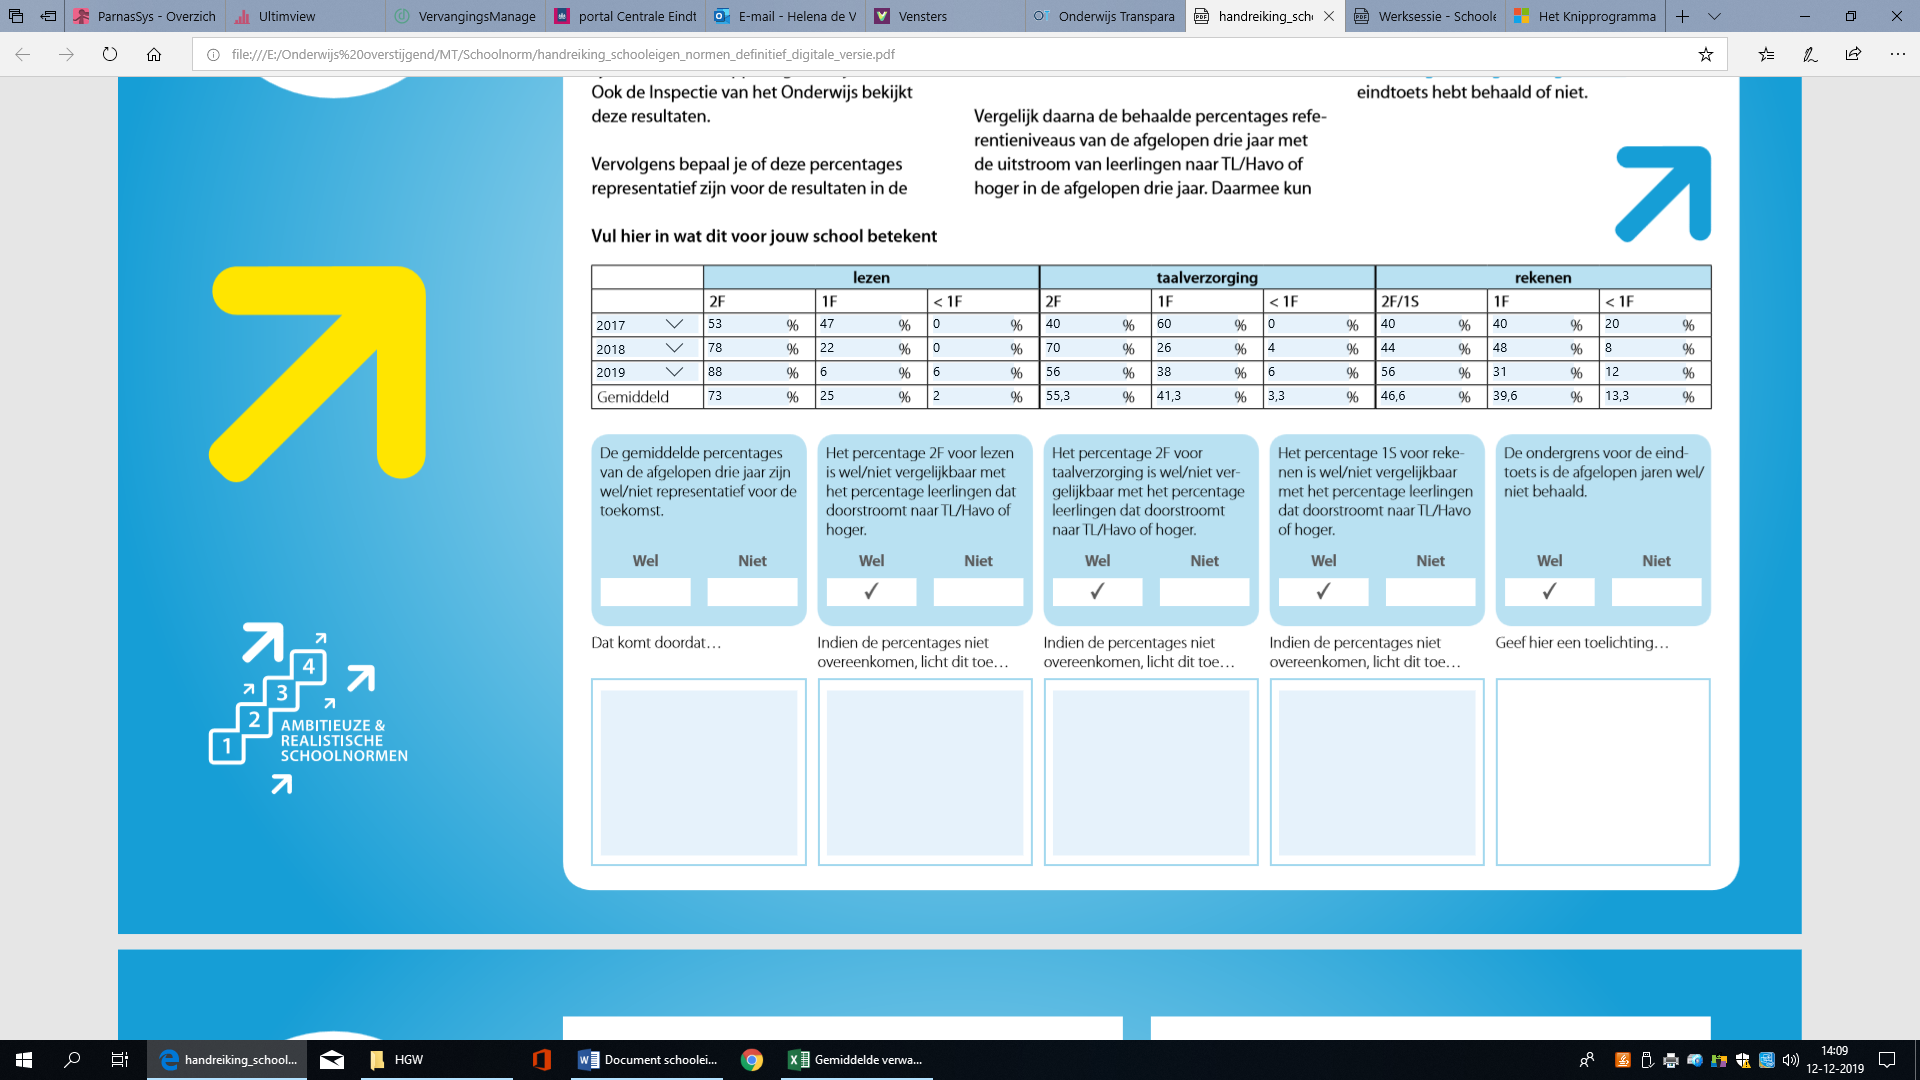 ParnasSys - Overzich
Ultimview
VervangingsManage
portal Centrale Eindt
E-mail - Helena de V
Vensters
Onderwijs Transpara
handreiking_scho
Werksessie - Schoole
Het Knipprogramma
file:///E:/Onderwijs%20overstijgend/MT/Schoolnorm/handreiking_schooleigen_normen_definitief_digitale_versie.pdf
Ook de Inspectie van het Onderwijs bekijkt
deze resultaten.
Vervolgens bepaal je of deze percentages
representatief zijn voor de resultaten in de
Vergelijk daarna de behaalde percentages refe-
rentieniveaus van de afgelopen drie jaar met
de uitstroom van leerlingen naar TL/Havo of
hoger in de afgelopen drie jaar. Daarmee kun
eindtoets hebt behaald of niet.
Vul hier in wat dit voor jouw school betekent
lezen taalverzorging rekenen
2F 1F < 1F 2F 1F < 1F 2F/1S 1F < 1F
2017 53 % 47 % 0 % 40 % 60 % 0 % 40 % 40 % 20 %
2018 78 % 22 % 0 % 70 % 26 % 4 % 44 % 48 % 8 %
2019 88 % 6 % 6 % 56 % 38 % 6 % 56 % 31 % 12 %
Gemiddeld 73 % 25 % 2 % 55,3 % 41,3 % 3,3 % 46,6 % 39,6 % 13,3 %
De gemiddelde percentages
van de afgelopen drie jaar zijn
wel/niet representatief voor de
toekomst.
Wel Niet
Dat komt doordat…
Het percentage 2F voor lezen
is wel/niet vergelijkbaar met
het percentage leerlingen dat
doorstroomt naar TL/Havo of
hoger.
Wel Niet
✓
Indien de percentages niet
overeenkomen, licht dit toe…
Het percentage 2F voor
taalverzorging is wel/niet ver-
gelijkbaar met het percentage
leerlingen dat doorstroomt
naar TL/Havo of hoger.
Wel Niet
✓
Indien de percentages niet
overeenkomen, licht dit toe…
Het percentage 1S voor reke-
nen is wel/niet vergelijkbaar
met het percentage leerlingen
dat doorstroomt naar TL/Havo
of hoger.
Wel Niet
✓
Indien de percentages niet
overeenkomen, licht dit toe…
De ondergrens voor de eind-
toets is de afgelopen jaren wel/
niet behaald.
Wel Niet
✓
Geef hier een toelichting…
4
3
2
1
AMBITIEUZE &
REALISTISCHE
SCHOOLNORMEN
handreiking_school...
HGW
Document schoolei...
Gemiddelde verwa...
14:09
12-12-2019